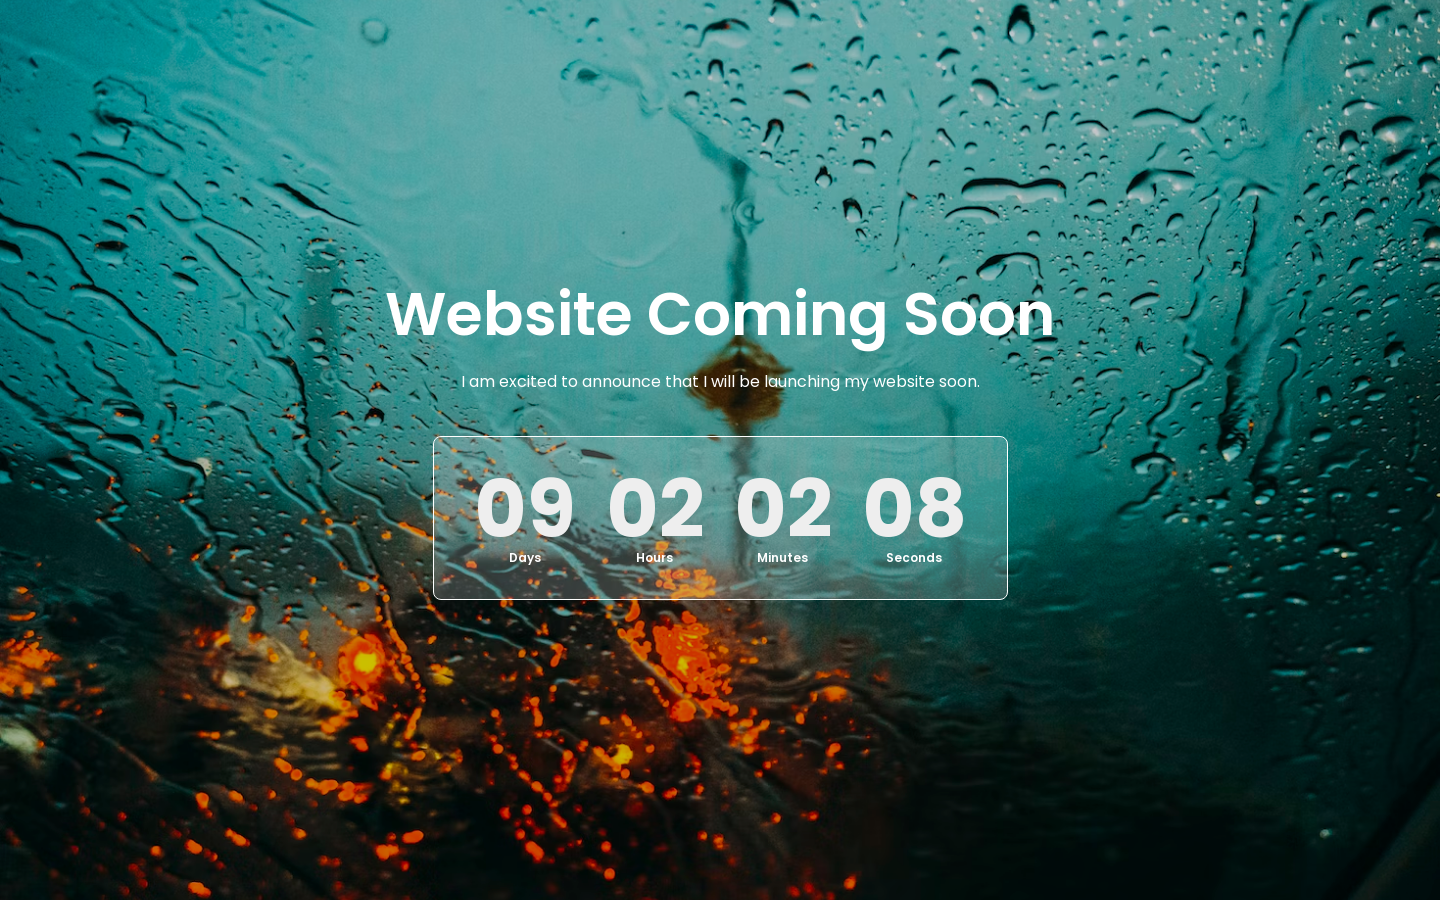 Website Coming Soon
I am excited to announce that I will be launching my website soon.
09 02 02 08
Days Hours Minutes Seconds